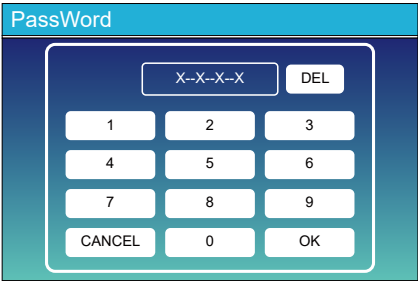 PassWord
X--X--X--X DEL
1 2 3
4 5 6
7 8 9
CANCEL 0 OK